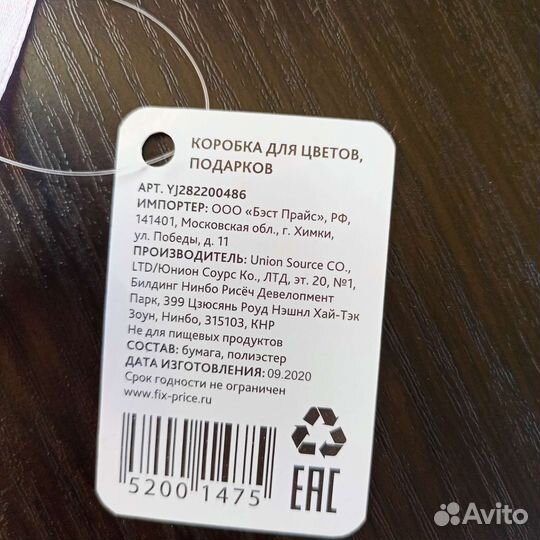 КОРОБКА ДЛЯ ЦВЕТОВ,
ПОДАРКОВ
АРТ. YJ282200486
ИМПОРТЕР: ООО «Бэст Прайс», РФ,
141401, Московская обл., г. Химки,
ул. Победы, д. 11
ПРОИЗВОДИТЕЛЬ: Union Source CO.,
LTD/Юнион Соурс Ко., ЛТД, эт. 20, №1,
Билдинг Нинбо Рисёч Девелопмент
Парк, 399 Цзюсянь Роуд Нэшнл Хай-Тэк
Зоун, Нинбо, 315103, КНР
Не для пищевых продуктов
СОСТАВ: бумага, полиэстер
ДАТА ИЗГОТОВЛЕНИЯ: 09.2020
Срок годности не ограничен
www.fix-price.ru
5200 1475
EAC
Avito